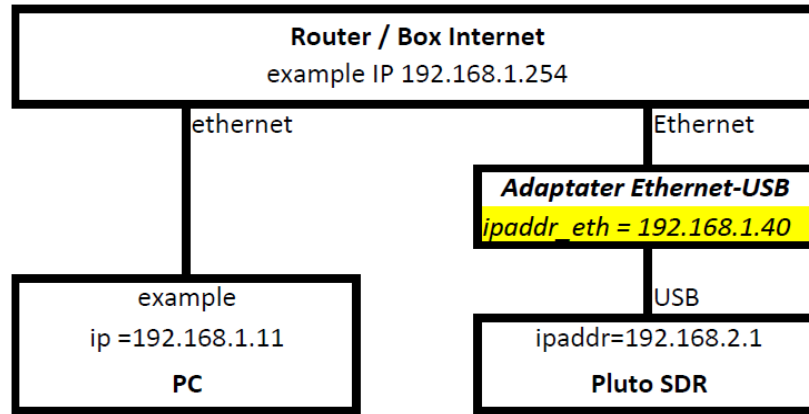 Router / Box Internet
example IP 192.168.1.254
ethernet
Ethernet
Adaptater Ethernet-USB
ipaddr_eth = 192.168.1.40
USB
example
ip =192.168.1.11
PC
ipaddr=192.168.2.1
Pluto SDR